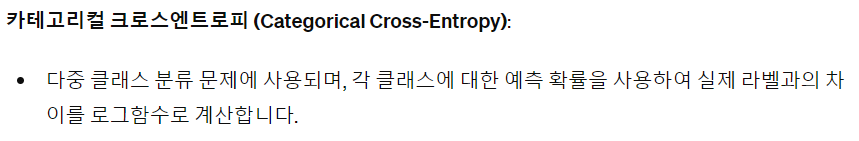 카테고리컬 크로스엔트로피 (Categorical Cross-Entropy):
• 다중 클래스 분류 문제에 사용되며, 각 클래스에 대한 예측 확률을 사용하여 실제 라벨과의 차
이를 로그함수로 계산합니다.